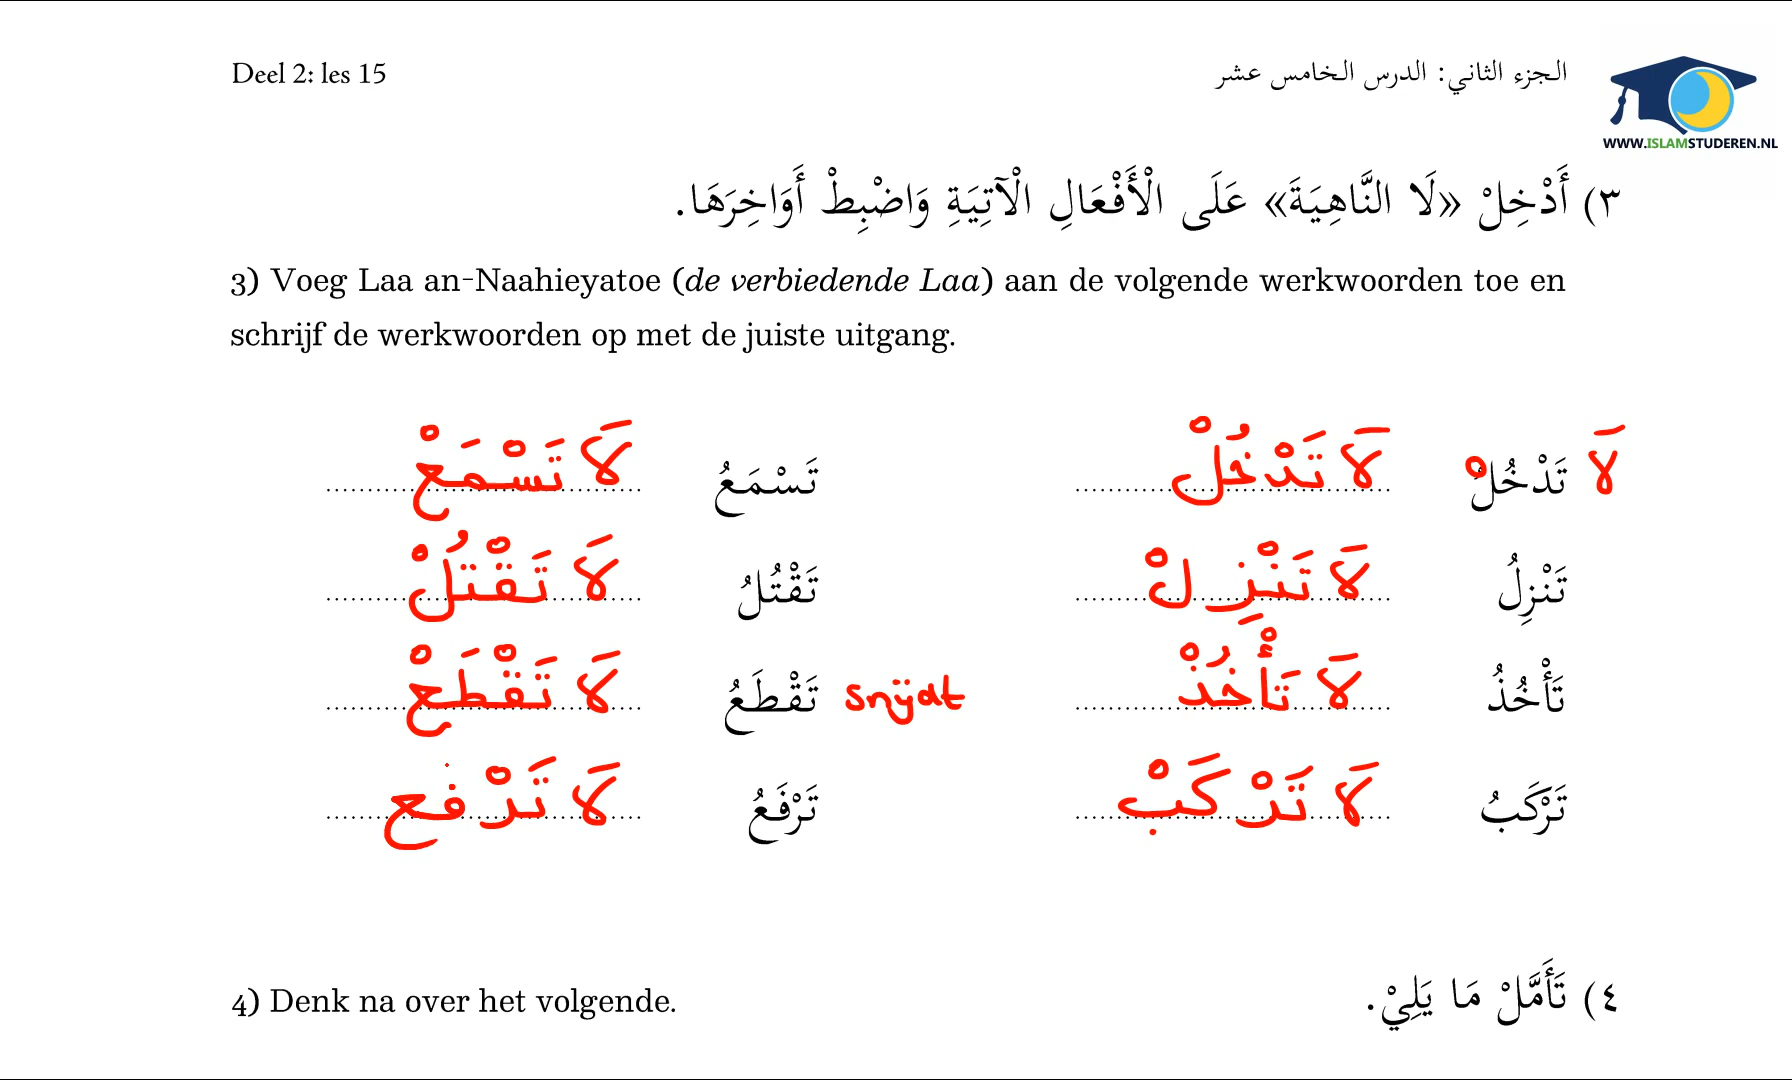 Deel 2: les 15 الجزء الثاني: الدرس الخامس عشر
WWW.ISLAMSTUDEREN.NL
٣) أَدْخِلْ «لَا النَّاهِيَةَ» عَلَى الْأَفْعَالِ الْآتِيَةِ وَاضْبِطْ أَوَاخِرَهَا.
3) Voeg Laa an-Naahieyatoe (de verbiedende Laa) aan de volgende werkwoorden toe en
schrijf de werkwoorden op met de juiste uitgang.
لَا تَدْخُلُْ لَا تَدْخُلْ تَسْمَعُ لَا تَسْمَعْ
تَنْزِلُ لَا تَنْزِلْ تَقْتُلُ لَا تَقْتُلْ
تَأْخُذُ لَا تَأْخُذْ snijdt تَقْطَعُ لَا تَقْطَعْ
تَرْكَبُ لَا تَرْكَبْ تَرْفَعُ لَا تَرْفع
4) Denk na over het volgende. ٤) تَأَمَّلْ مَا يَلِيْ.